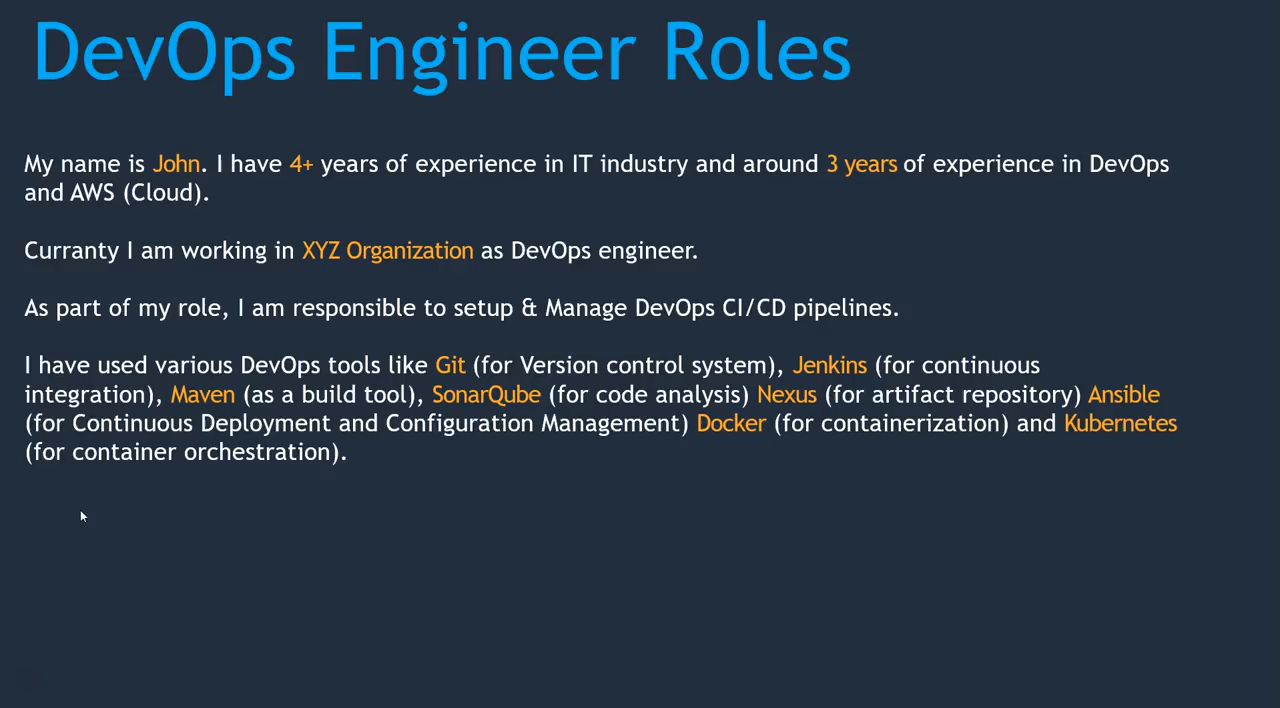 DevOps Engineer Roles
My name is John. I have 4+ years of experience in IT industry and around 3 years of experience in DevOps
and AWS (Cloud).
Curranty I am working in XYZ Organization as DevOps engineer.
As part of my role, I am responsible to setup & Manage DevOps CI/CD pipelines.
I have used various DevOps tools like Git (for Version control system), Jenkins (for continuous
integration), Maven (as a build tool), SonarQube (for code analysis) Nexus (for artifact repository) Ansible
(for Continuous Deployment and Configuration Management) Docker (for containerization) and Kubernetes
(for container orchestration).